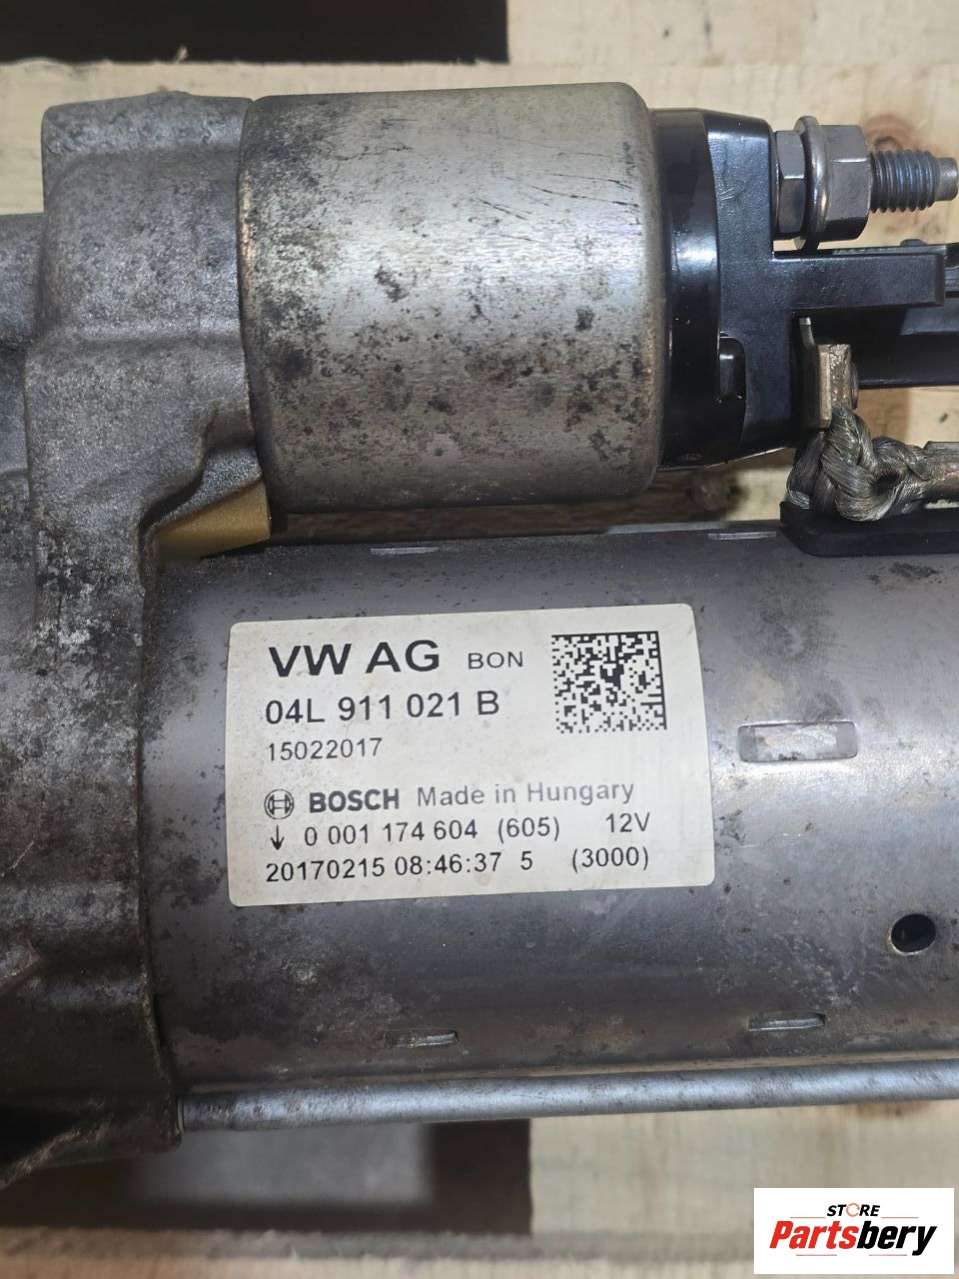 VW AG BON
04L 911 021 B
15022017
BOSCH Made in Hungary
↓ 0 001 174 604 (605) 12V
20170215 08:46:37 5 (3000)
STORE
Partsbery